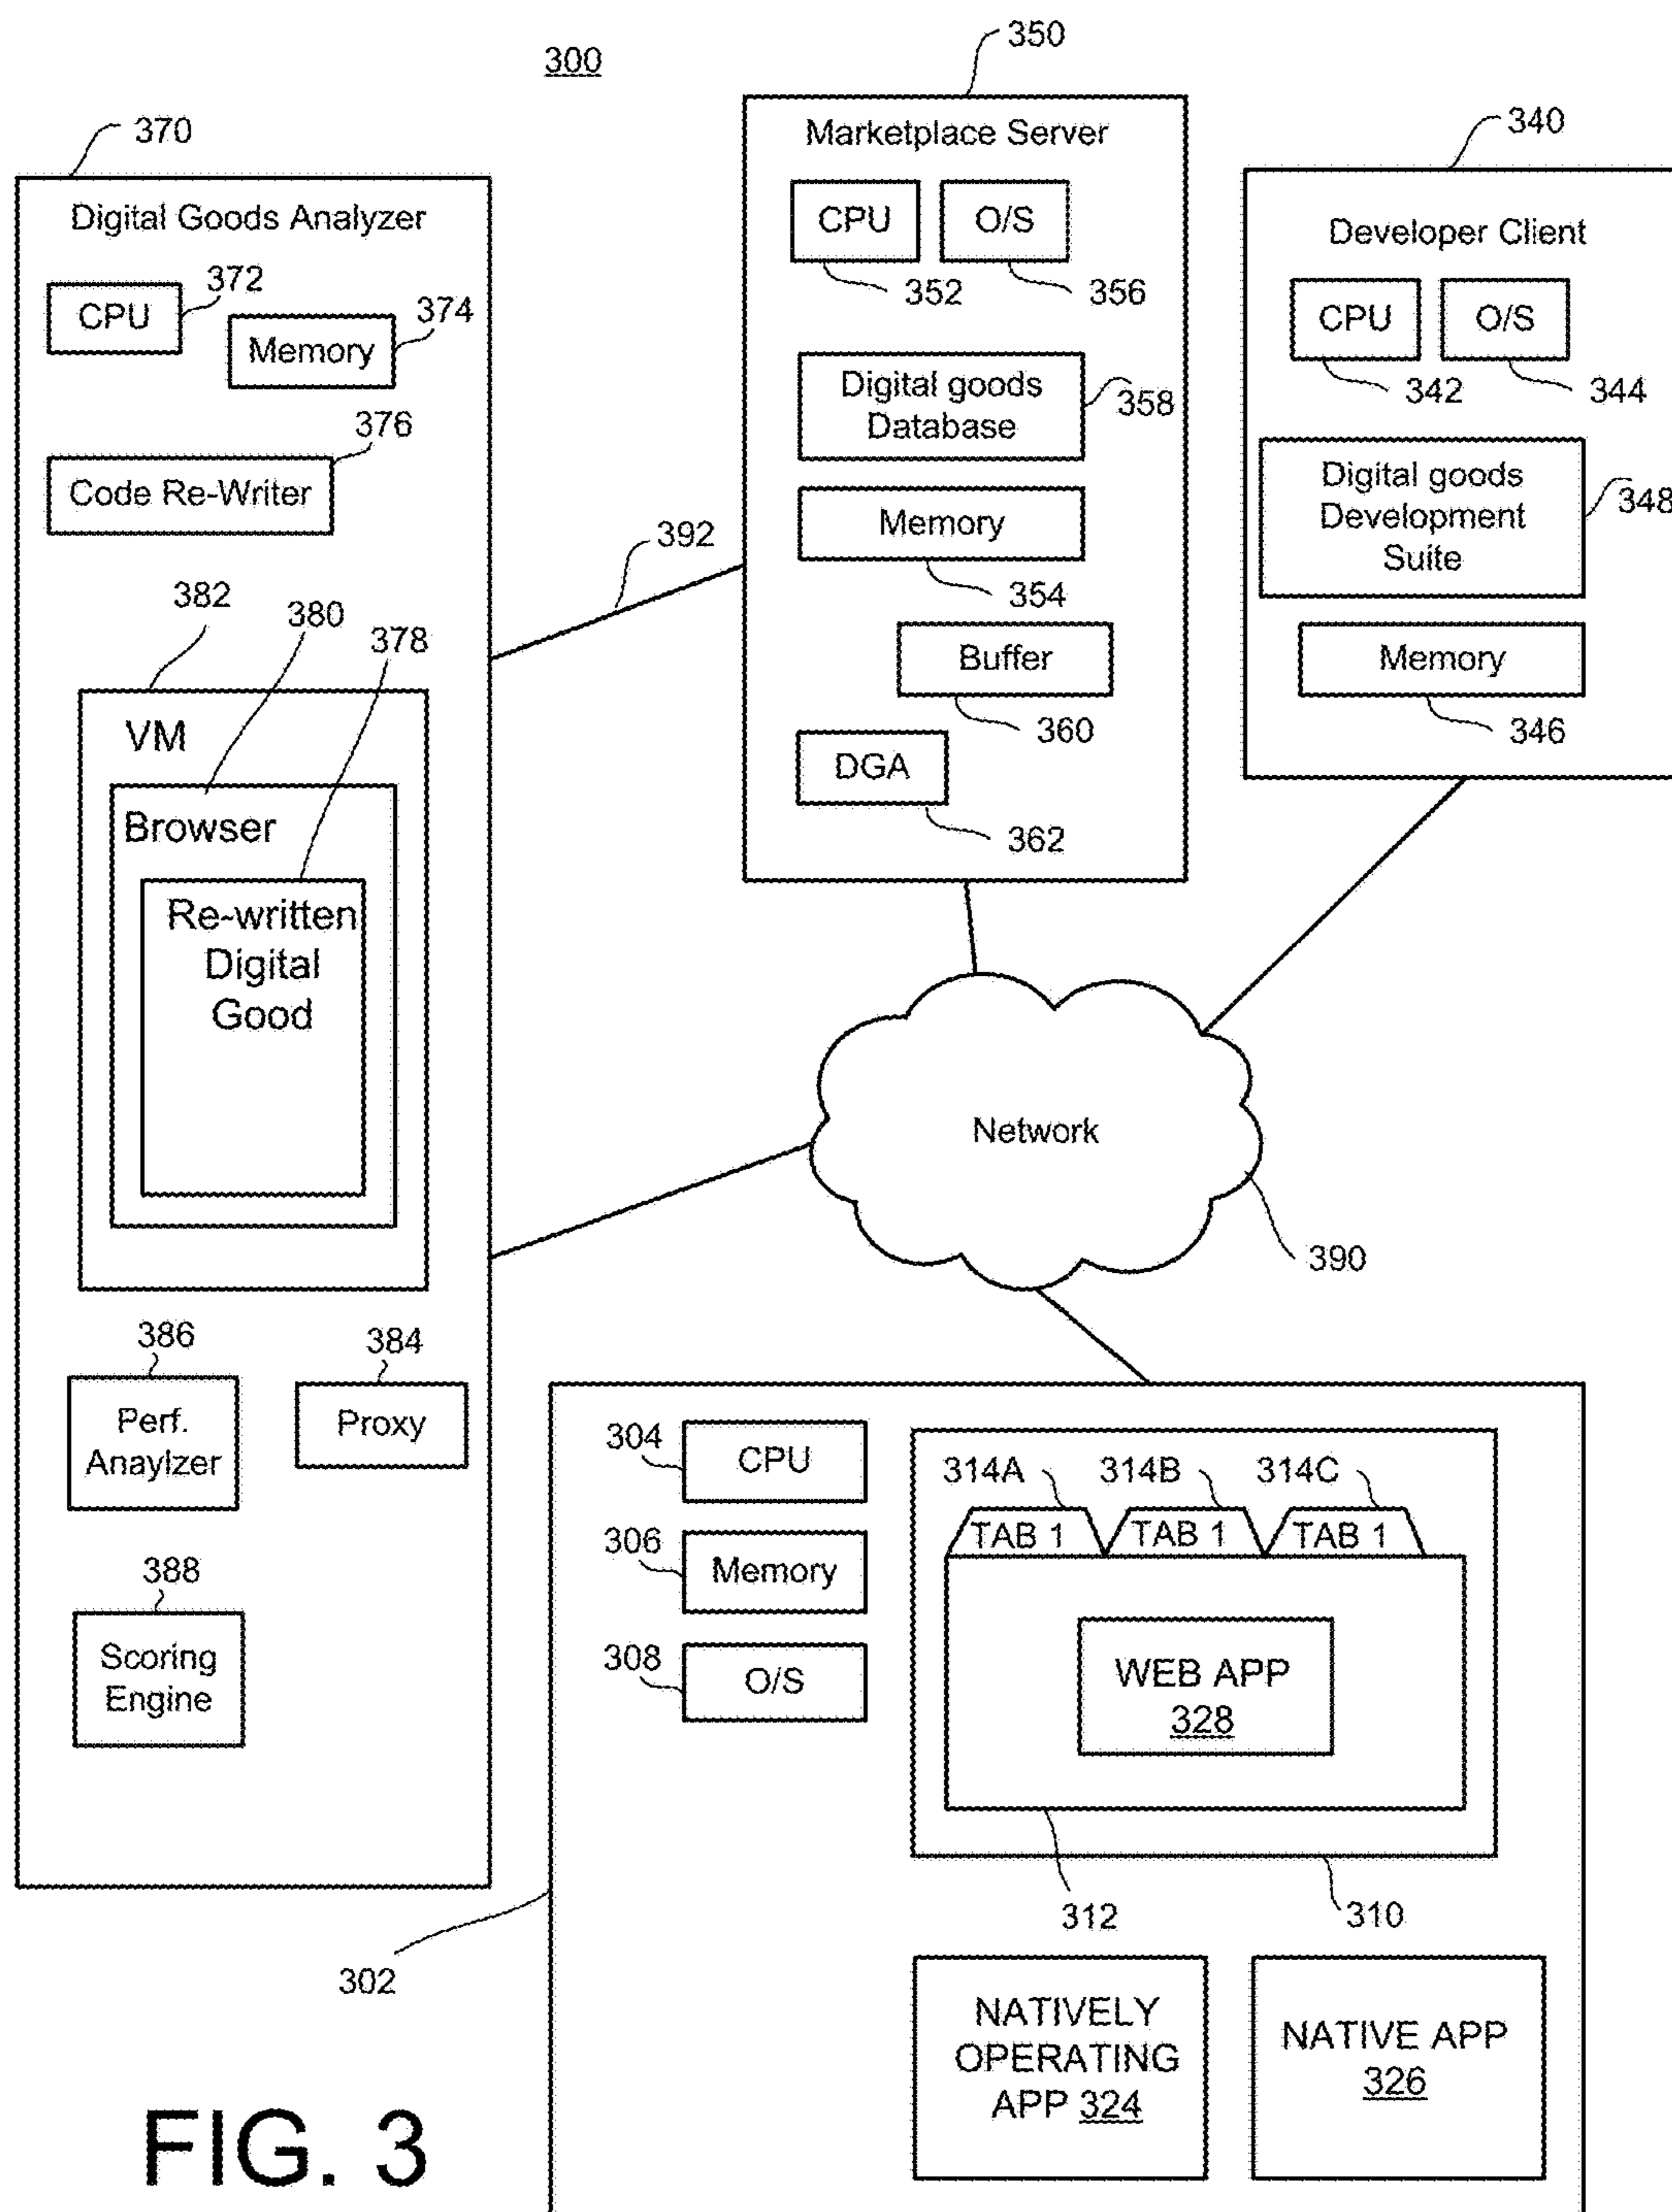 300
350
370
340
Marketplace Server
Digital Goods Analyzer
Developer Client
CPU
O/S
352
356
372
CPU
374
Memory
CPU
O/S
342
344
Digital goods
Database
358
376
Code Re-Writer
Digital goods
Development
Suite
348
Memory
354
392
382
380
378
Buffer
360
Memory
346
VM
DGA
362
Browser
Re-written
Digital
Good
Network
390
386
384
Perf.
Anaylzer
Proxy
304
CPU
314A
314B
314C
TAB 1
TAB 1
TAB 1
306
Memory
388
Scoring
Engine
308
O/S
WEB APP
328
312
310
302
NATIVELY
OPERATING
APP 324
NATIVE APP
326
FIG. 3